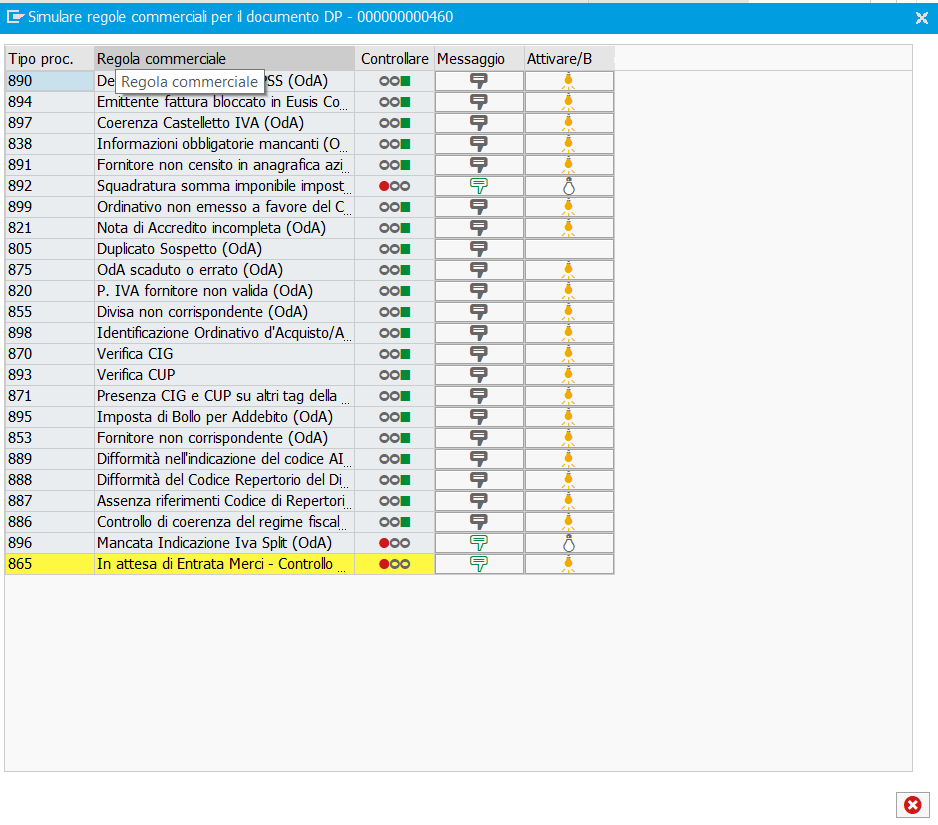 Simulare regole commerciali per il documento DP - 000000000460
Tipo proc. Regola commerciale Controllare Messaggio Attivare/B
890 De PSS (OdA)
Regola commerciale
894 Emittente fattura bloccato in Eusis Co...
897 Coerenza Castelletto IVA (OdA)
838 Informazioni obbligatorie mancanti (O...
891 Fornitore non censito in anagrafica azi...
892 Squadratura somma imponibile impost...
899 Ordinativo non emesso a favore del C...
821 Nota di Accredito incompleta (OdA)
805 Duplicato Sospetto (OdA)
875 OdA scaduto o errato (OdA)
820 P. IVA fornitore non valida (OdA)
855 Divisa non corrispondente (OdA)
898 Identificazione Ordinativo d'Acquisto/A...
870 Verifica CIG
893 Verifica CUP
871 Presenza CIG e CUP su altri tag della ...
895 Imposta di Bollo per Addebito (OdA)
853 Fornitore non corrispondente (OdA)
889 Difformità nell'indicazione del codice AI...
888 Difformità del Codice Repertorio del Di...
887 Assenza riferimenti Codice di Repertori...
886 Controllo di coerenza del regime fiscal...
896 Mancata Indicazione Iva Split (OdA)
865 In attesa di Entrata Merci - Controllo ...